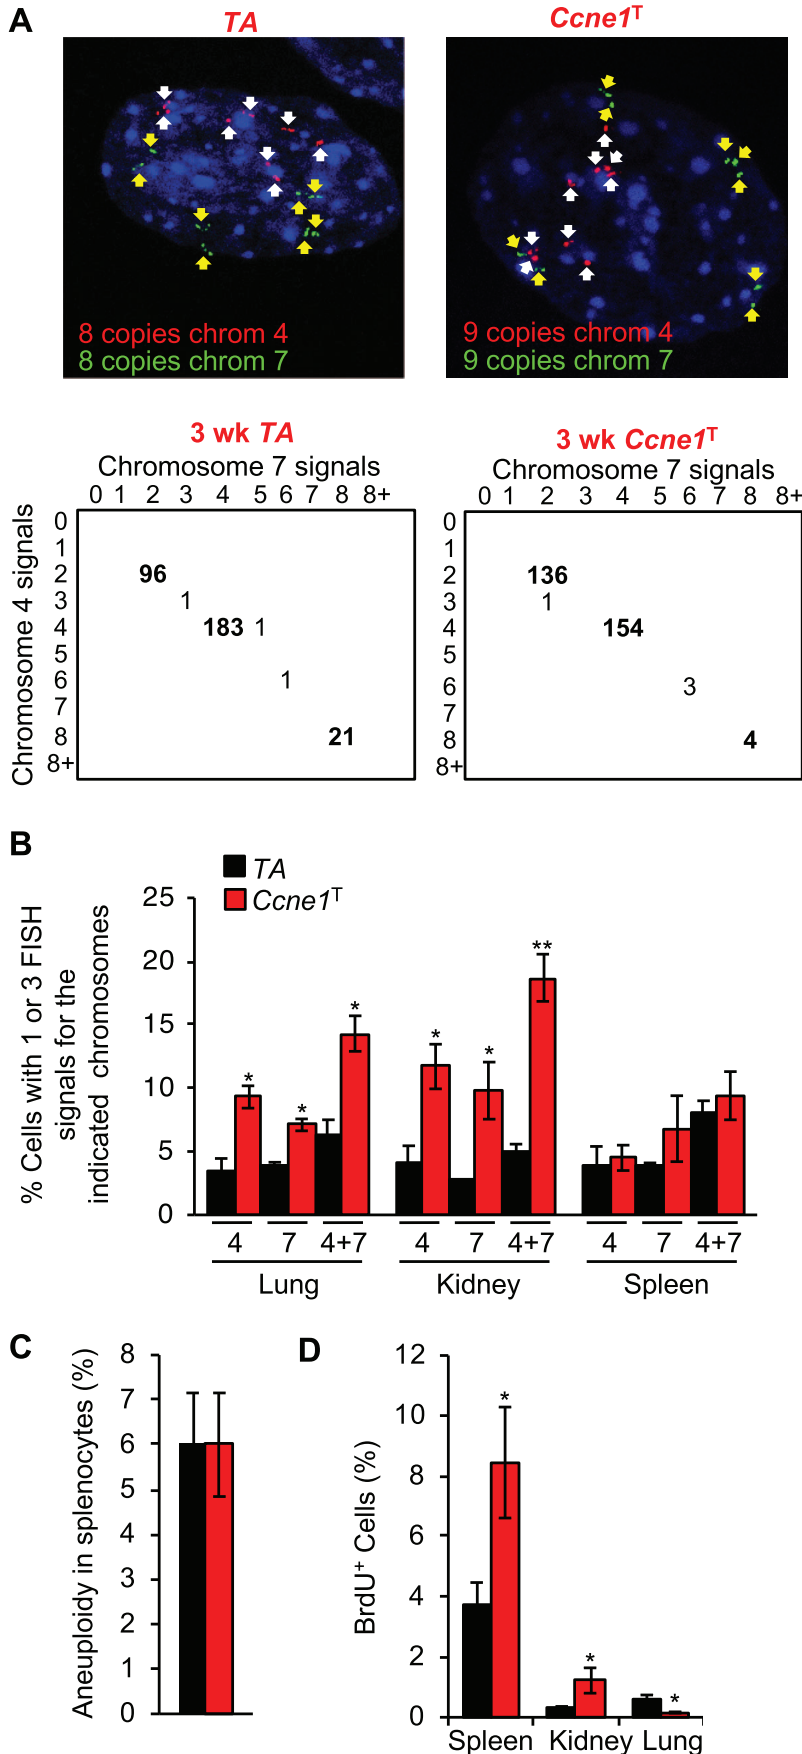 A
TA
Ccne1T
8 copies chrom 4
8 copies chrom 7
9 copies chrom 4
9 copies chrom 7
3 wk TA
Chromosome 7 signals
0 1 2 3 4 5 6 7 8 8+
Chromosome 4 signals
0
1
2 96
3 1
4 183 1
5
6 1
7
8 21
8+
3 wk Ccne1T
Chromosome 7 signals
0 1 2 3 4 5 6 7 8 8+
0
1
2 136
3 1
4 154
5
6 3
7
8 4
8+
B
TA
Ccne1T
% Cells with 1 or 3 FISH
signals for the
indicated chromosomes
25
20
15
10
5
0
* * * * * **
4 7 4+7 4 7 4+7 4 7 4+7
Lung Kidney Spleen
C
Aneuploidy in splenocytes (%)
8
7
6
5
4
3
2
1
0
D
BrdU+ Cells (%)
12
10
8
6
4
2
0
* * *
Spleen Kidney Lung